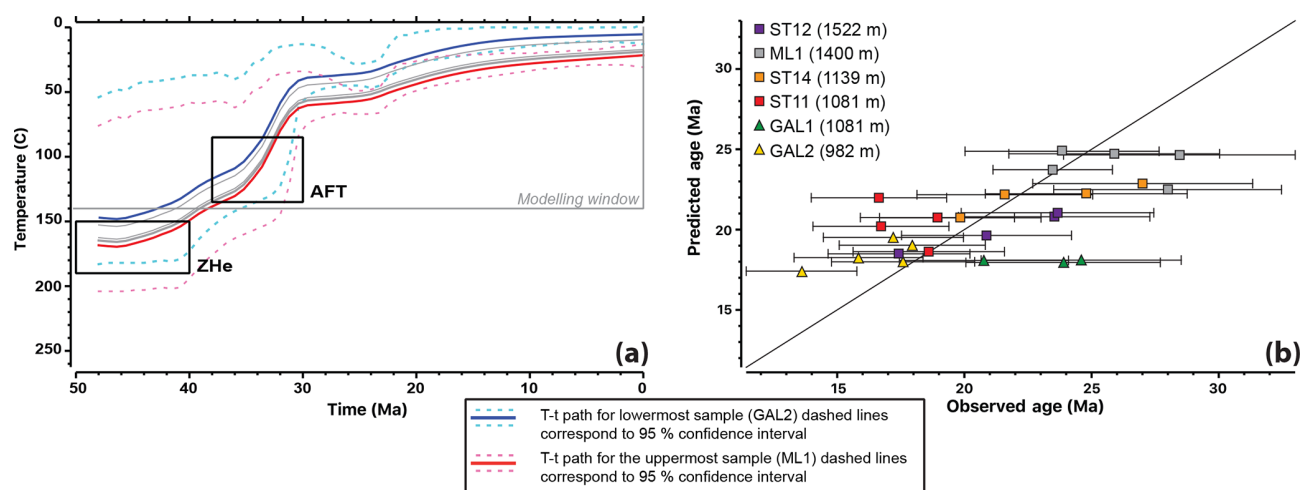 0
50
100
150
200
250
Temperature (C)
50
40
30
20
10
0
Time (Ma)
AFT
ZHe
Modelling window
(a)
ST12 (1522 m)
ML1 (1400 m)
ST14 (1139 m)
ST11 (1081 m)
GAL1 (1081 m)
GAL2 (982 m)
30
25
20
15
Predicted age (Ma)
15
20
25
30
Observed age (Ma)
(b)
T-t path for lowermost sample (GAL2) dashed lines
correspond to 95 % confidence interval
T-t path for the uppermost sample (ML1) dashed lines
correspond to 95 % confidence interval